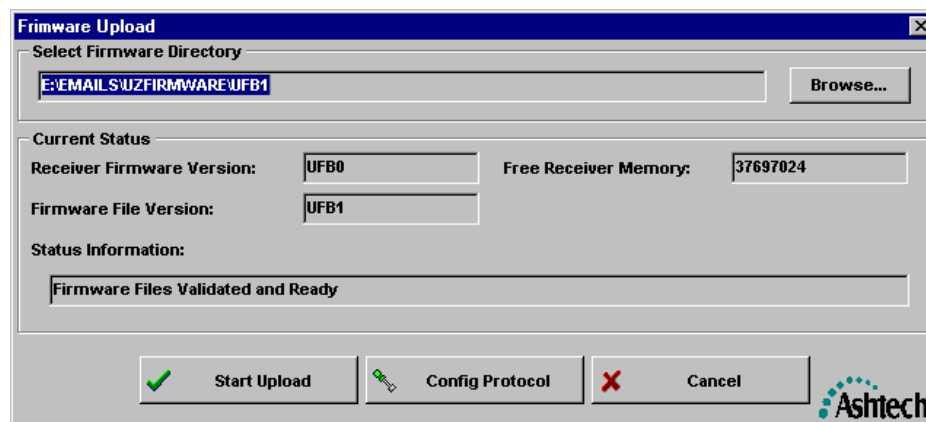 Frimware Upload
Select Firmware Directory
E:\EMAILS\UZFIRMWARE\UFB1
Browse...
Current Status
Receiver Firmware Version:
UFB0
Free Receiver Memory:
37697024
Firmware File Version:
UFB1
Status Information:
Firmware Files Validated and Ready
Start Upload
Config Protocol
Cancel
Ashtech